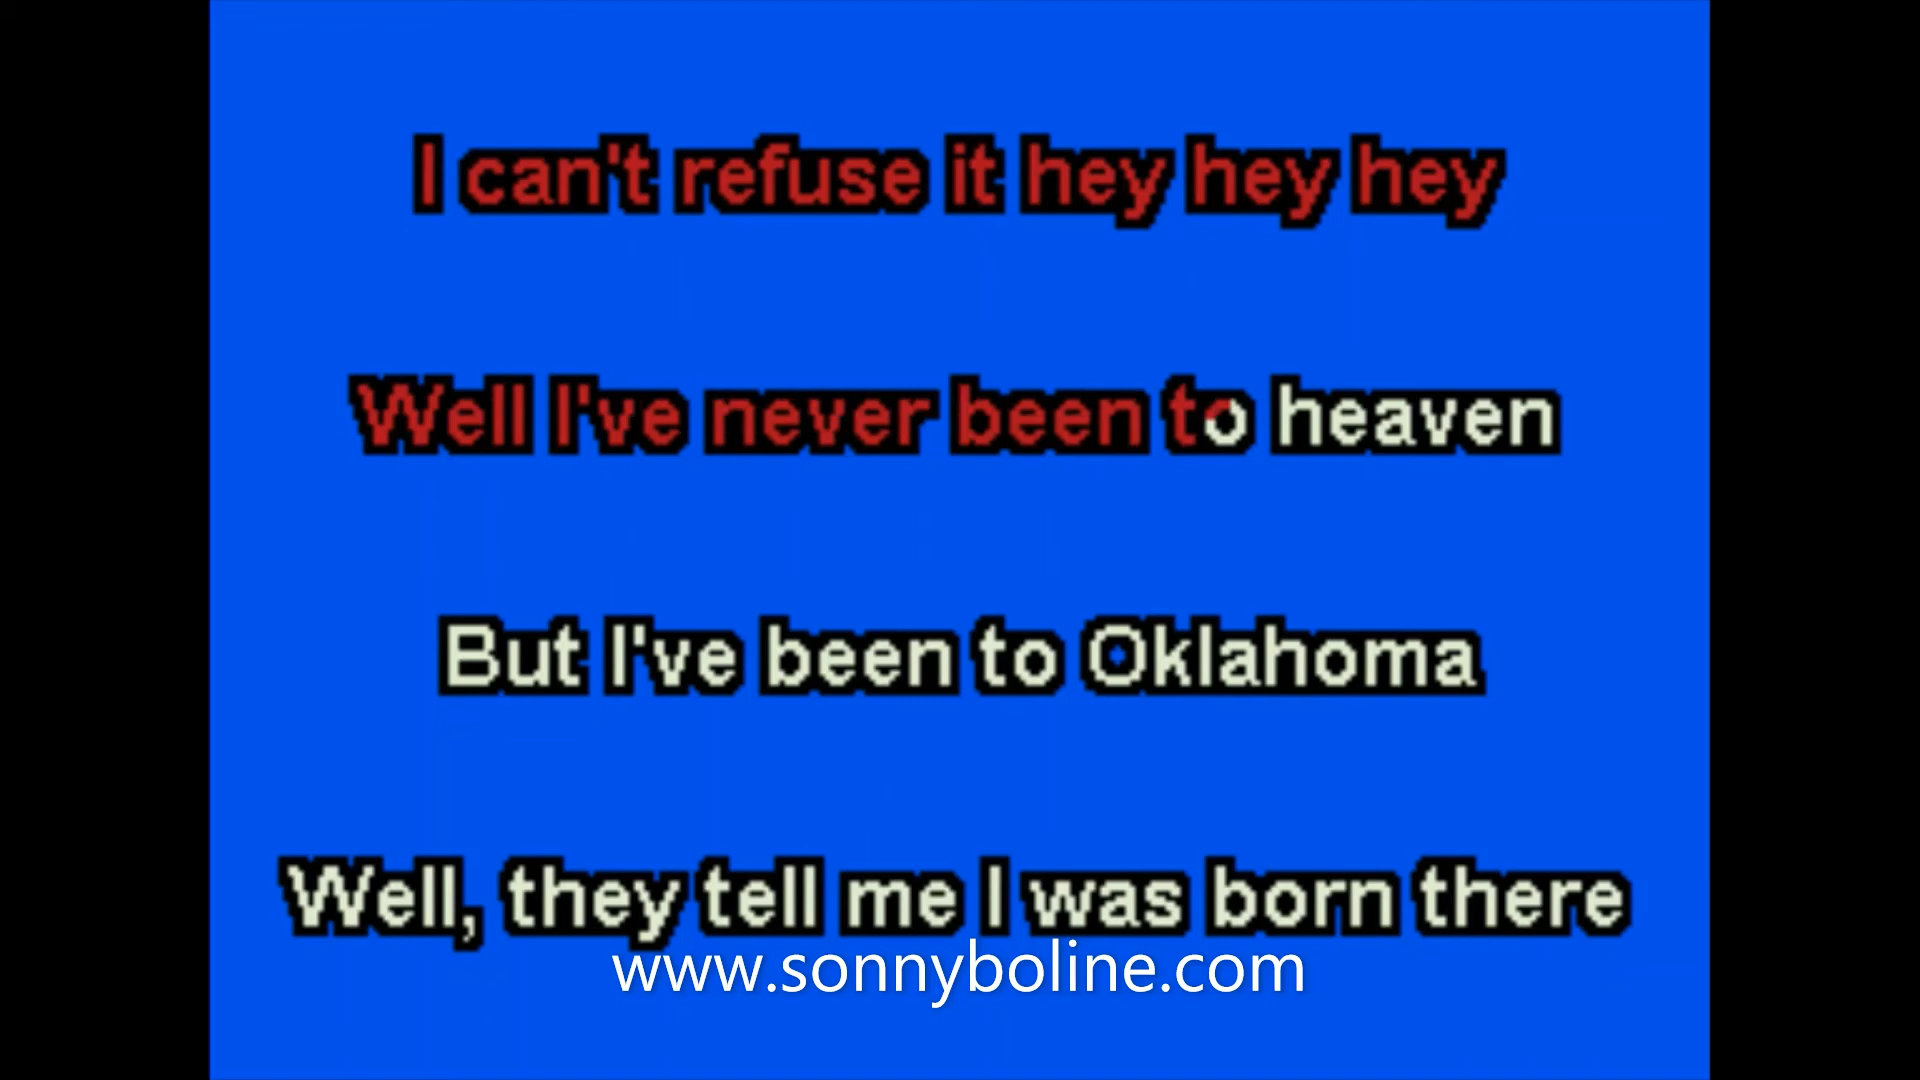 I can't refuse it hey hey hey
Well I've never been to heaven
But I've been to Oklahoma
Well, they tell me I was born there
www.sonnyboline.com